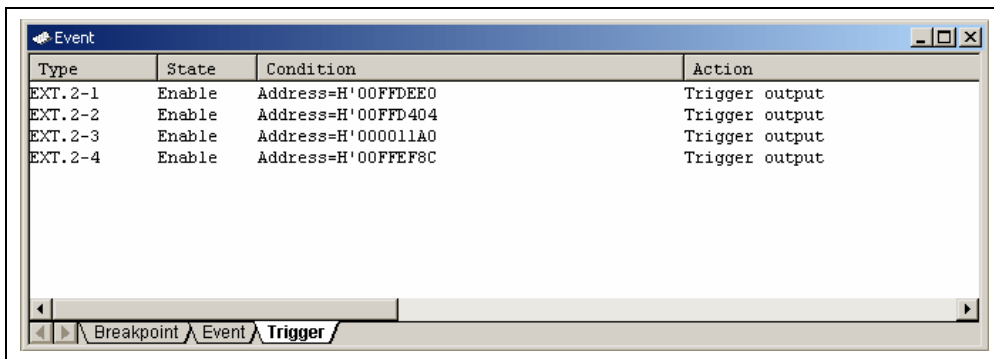 Event
Type State Condition Action
EXT.2-1 Enable Address=H'00FFDEE0 Trigger output
EXT.2-2 Enable Address=H'00FFD404 Trigger output
EXT.2-3 Enable Address=H'000011A0 Trigger output
EXT.2-4 Enable Address=H'00FFEF8C Trigger output
Breakpoint Event Trigger